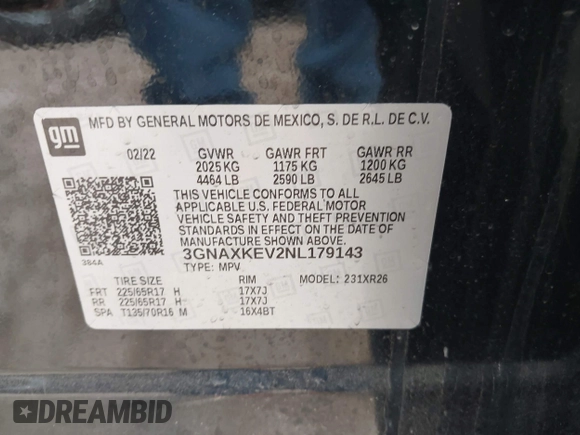 gm
MFD BY GENERAL MOTORS DE MEXICO, S. DE R.L. DE C.V.
02/22 GVWR GAWR FRT GAWR RR
2025 KG 1175 KG 1200 KG
4464 LB 2590 LB 2645 LB
THIS VEHICLE CONFORMS TO ALL
APPLICABLE U.S. FEDERAL MOTOR
VEHICLE SAFETY AND THEFT PREVENTION
STANDARDS IN EFFECT ON THE DATE OF
MANUFACTURE SHOWN ABOVE.
3GNAXKEV2NL179143
384A TYPE: MPV
TIRE SIZE RIM MODEL: 231XR26
FRT 225/65R17 H 17X7J
RR 225/65R17 H 17X7J
SPA T135/70R16 M 16X4BT
DREAMBID